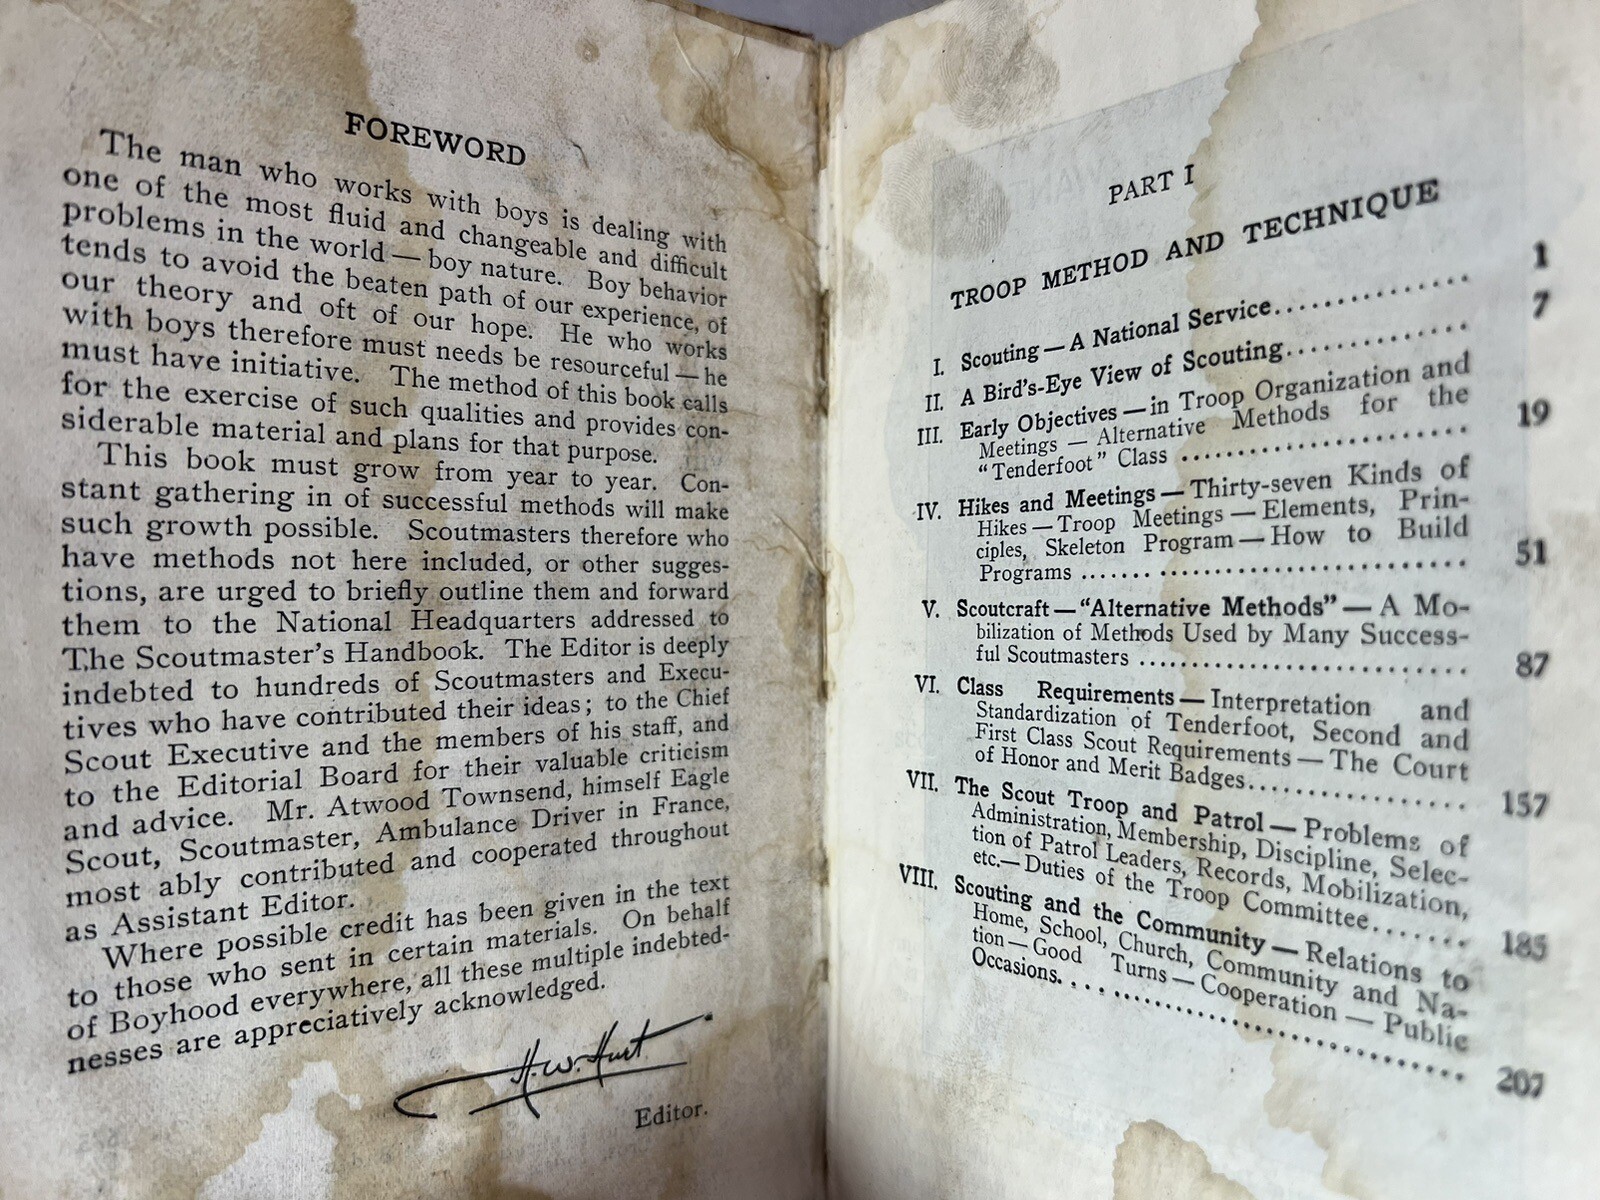 FOREWORD
The man who works with boys is dealing with
one of the most fluid and changeable and difficult
problems in the world — boy nature. Boy behavior
tends to avoid the beaten path of our experience, of
our theory and oft of our hope. He who works
with boys therefore must needs be resourceful — he
must have initiative. The method of this book calls
for the exercise of such qualities and provides con-
siderable material and plans for that purpose.
This book must grow from year to year. Con-
stant gathering in of successful methods will make
such growth possible. Scoutmasters therefore who
have methods not here included, or other sugges-
tions, are urged to briefly outline them and forward
them to the National Headquarters addressed to
The Scoutmaster's Handbook. The Editor is deeply
indebted to hundreds of Scoutmasters and Execu-
tives who have contributed their ideas; to the Chief
Scout Executive and the members of his staff, and
to the Editorial Board for their valuable criticism
and advice. Mr. Atwood Townsend, himself Eagle
Scout, Scoutmaster, Ambulance Driver in France,
most ably contributed and cooperated throughout
as Assistant Editor.
Where possible credit has been given in the text
to those who sent in certain materials. On behalf
of Boyhood everywhere, all these multiple indebted-
nesses are appreciatively acknowledged.
H. W. Hurt
Editor.
PART I
TROOP METHOD AND TECHNIQUE
I. Scouting — A National Service............... 1
II. A Bird's-Eye View of Scouting.............. 7
III. Early Objectives — in Troop Organization and
Meetings — Alternative Methods for the
"Tenderfoot" Class ........................ 19
IV. Hikes and Meetings — Thirty-seven Kinds of
Hikes — Troop Meetings — Elements, Prin-
ciples, Skeleton Program — How to Build
Programs ................................ 51
V. Scoutcraft — "Alternative Methods" — A Mo-
bilization of Methods Used by Many Success-
ful Scoutmasters .......................... 87
VI. Class Requirements — Interpretation and
Standardization of Tenderfoot, Second and
First Class Scout Requirements — The Court
of Honor and Merit Badges................. 157
VII. The Scout Troop and Patrol — Problems of
Administration, Membership, Discipline, Selec-
tion of Patrol Leaders, Records, Mobilization,
etc.— Duties of the Troop Committee....... 185
VIII. Scouting and the Community — Relations to
Home, School, Church, Community and Na-
tion — Good Turns — Cooperation — Public
Occasions................................ 207